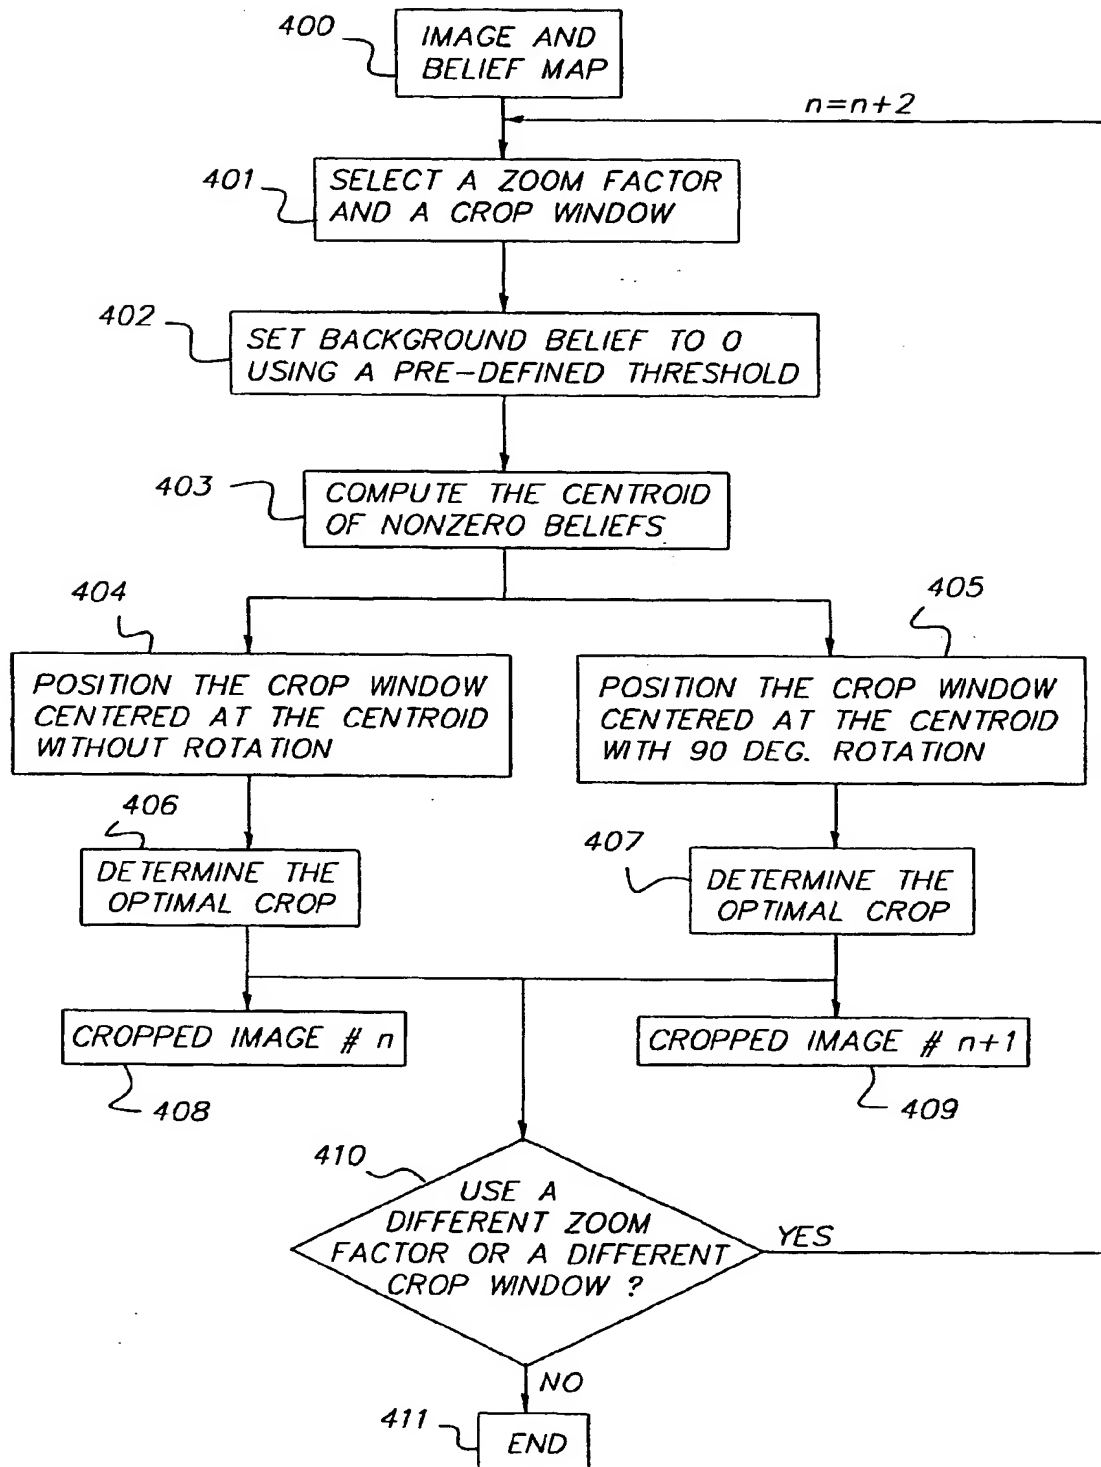 400
IMAGE AND
BELIEF MAP
n=n+2
401
SELECT A ZOOM FACTOR
AND A CROP WINDOW
402
SET BACKGROUND BELIEF TO 0
USING A PRE-DEFINED THRESHOLD
403
COMPUTE THE CENTROID
OF NONZERO BELIEFS
404
405
POSITION THE CROP WINDOW
CENTERED AT THE CENTROID
WITHOUT ROTATION
POSITION THE CROP WINDOW
CENTERED AT THE CENTROID
WITH 90 DEG. ROTATION
406
407
DETERMINE THE
OPTIMAL CROP
DETERMINE THE
OPTIMAL CROP
CROPPED IMAGE # n
CROPPED IMAGE # n+1
408
409
410
USE A
DIFFERENT ZOOM
FACTOR OR A DIFFERENT
CROP WINDOW ?
YES
NO
411
END